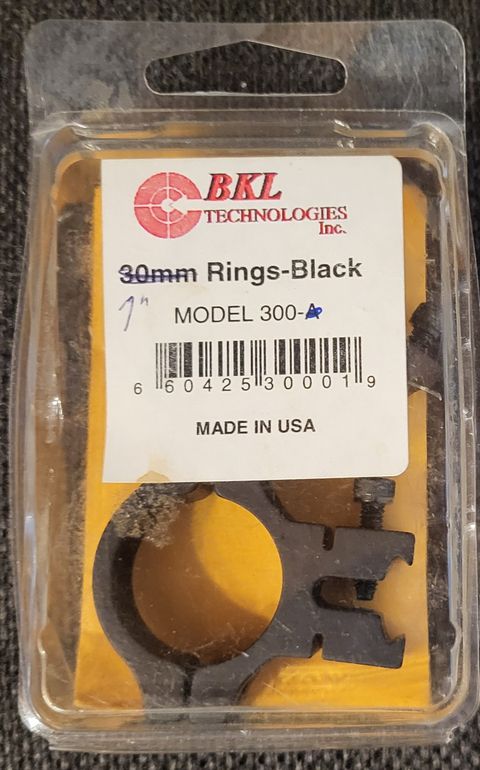 BKL
TECHNOLOGIES
Inc.
30mm Rings-Black
1"
MODEL 300-A
6 60425 30001 9
MADE IN USA